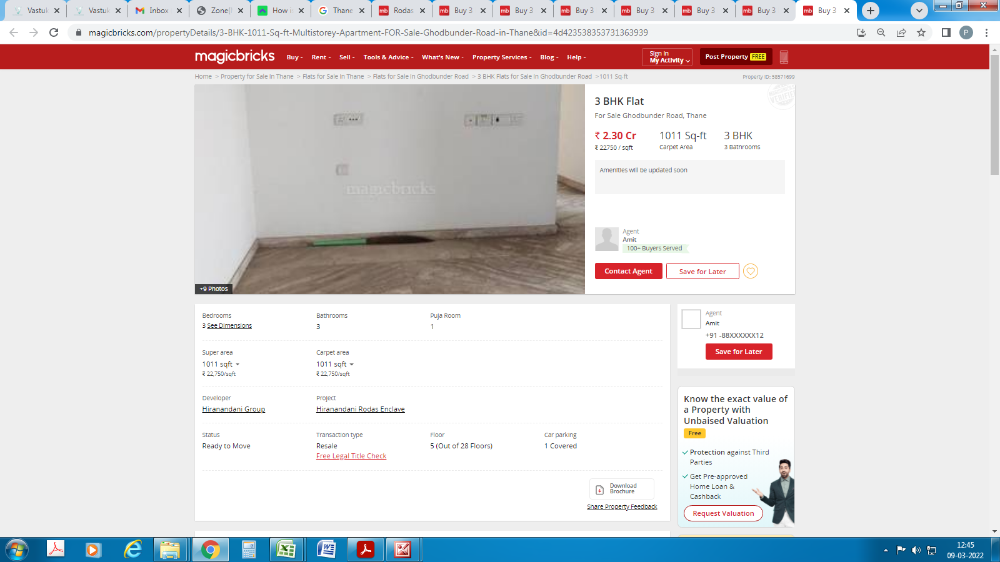 Vastuk
Vastuk
Inbox
Zone{
How is
Thane
Rodas
Buy 3
Buy 3
Buy 3
Buy 3
Buy 3
Buy 3
Buy 3
magicbricks.com/propertyDetails/3-BHK-1011-Sq-ft-Multistorey-Apartment-FOR-Sale-Ghodbunder-Road-in-Thane&id=4d423538353731363939
P
magicbricks
Buy
Rent
Sell
Tools & Advice
What's New
Property Services
Blog
Help
Sign In
My Activity
Post Property FREE
Home > Property for Sale in Thane > Flats for Sale in Thane > Flats for Sale in Ghodbunder Road > 3 BHK Flats for Sale in Ghodbunder Road >1011 Sq-ft
Property ID: 58571699
magicbricks
+9 Photos
MAGICBRICKS
VERIFIED
3 BHK Flat
For Sale Ghodbunder Road, Thane
₹ 2.30 Cr
1011 Sq-ft
3 BHK
₹ 22750 / sqft
Carpet Area
3 Bathrooms
Amenities will be updated soon
Agent
Amit
100+ Buyers Served
Contact Agent
Save for Later
Bedrooms
Bathrooms
Puja Room
3 See Dimensions
3
1
Super area
Carpet area
1011 sqft
1011 sqft
₹ 22,750/sqft
₹ 22,750/sqft
Developer
Project
Hiranandani Group
Hiranandani Rodas Enclave
Status
Transaction type
Floor
Car parking
Ready to Move
Resale
5 (Out of 28 Floors)
1 Covered
Free Legal Title Check
Download
Brochure
Share Property Feedback
Agent
Amit
+91 -88XXXXXX12
Save for Later
Know the exact value of
a Property with
Unbaised Valuation
Free
Protection against Third
Parties
Get Pre-approved
Home Loan &
Cashback
Request Valuation
12:45
09-03-2022